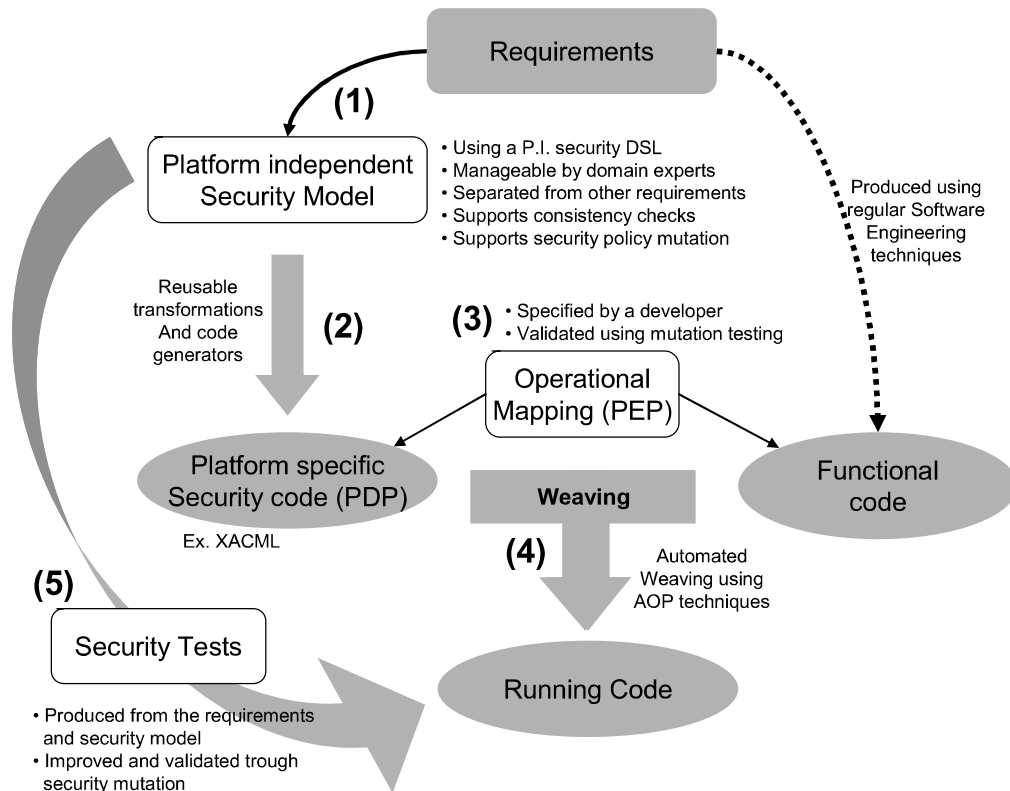 Requirements
(1)
Platform independent
Security Model
• Using a P.I. security DSL
• Manageable by domain experts
• Separated from other requirements
• Supports consistency checks
• Supports security policy mutation
Produced using
regular Software
Engineering
techniques
Reusable
transformations
And code
generators
(2)
(3)
• Specified by a developer
• Validated using mutation testing
Operational
Mapping (PEP)
Platform specific
Security code (PDP)
Ex. XACML
Functional
code
Weaving
(4)
Automated
Weaving using
AOP techniques
(5)
Security Tests
Running Code
• Produced from the requirements
and security model
• Improved and validated trough
security mutation